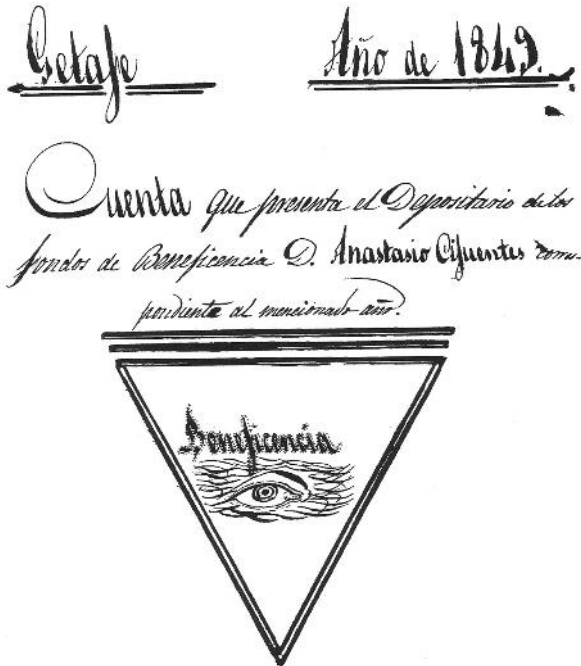 Getafe Año de 1849.
Cuenta que presenta el Depositario de los
fondos de Beneficencia D. Anastasio Cifuentes corres-
pondiente al mencionado año.
Beneficencia